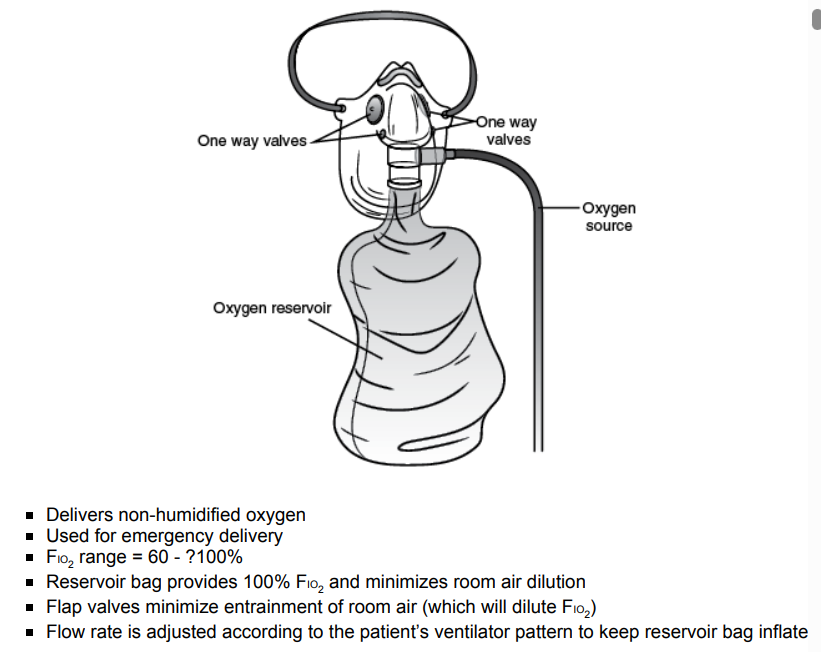 One way valves
One way
valves
Oxygen
source
Oxygen reservoir
▪ Delivers non-humidified oxygen
▪ Used for emergency delivery
▪ FIO₂ range = 60 - ?100%
▪ Reservoir bag provides 100% FIO₂ and minimizes room air dilution
▪ Flap valves minimize entrainment of room air (which will dilute FIO₂)
▪ Flow rate is adjusted according to the patient’s ventilator pattern to keep reservoir bag inflate